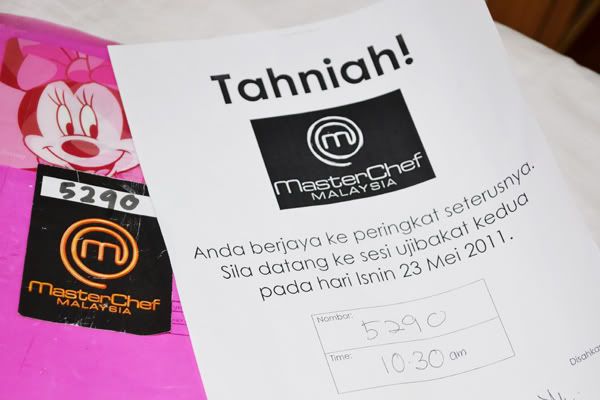 Tahniah!
MasterChef
MALAYSIA
Anda berjaya ke peringkat seterusnya.
Sila datang ke sesi ujibakat kedua
pada hari Isnin 23 Mei 2011.
Nombor:
5290
Time:
10.30 am
Disahka
5290
MasterChef
MALAYSIA